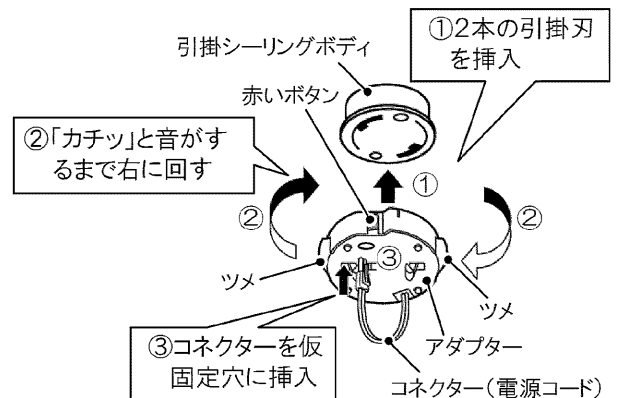 ①2本の引掛刃
を挿入
引掛シーリングボディ
赤いボタン
②「カチッ」と音がす
るまで右に回す
①
②
②
③
ツメ
ツメ
アダプター
③コネクターを仮
固定穴に挿入
コネクター(電源コード)